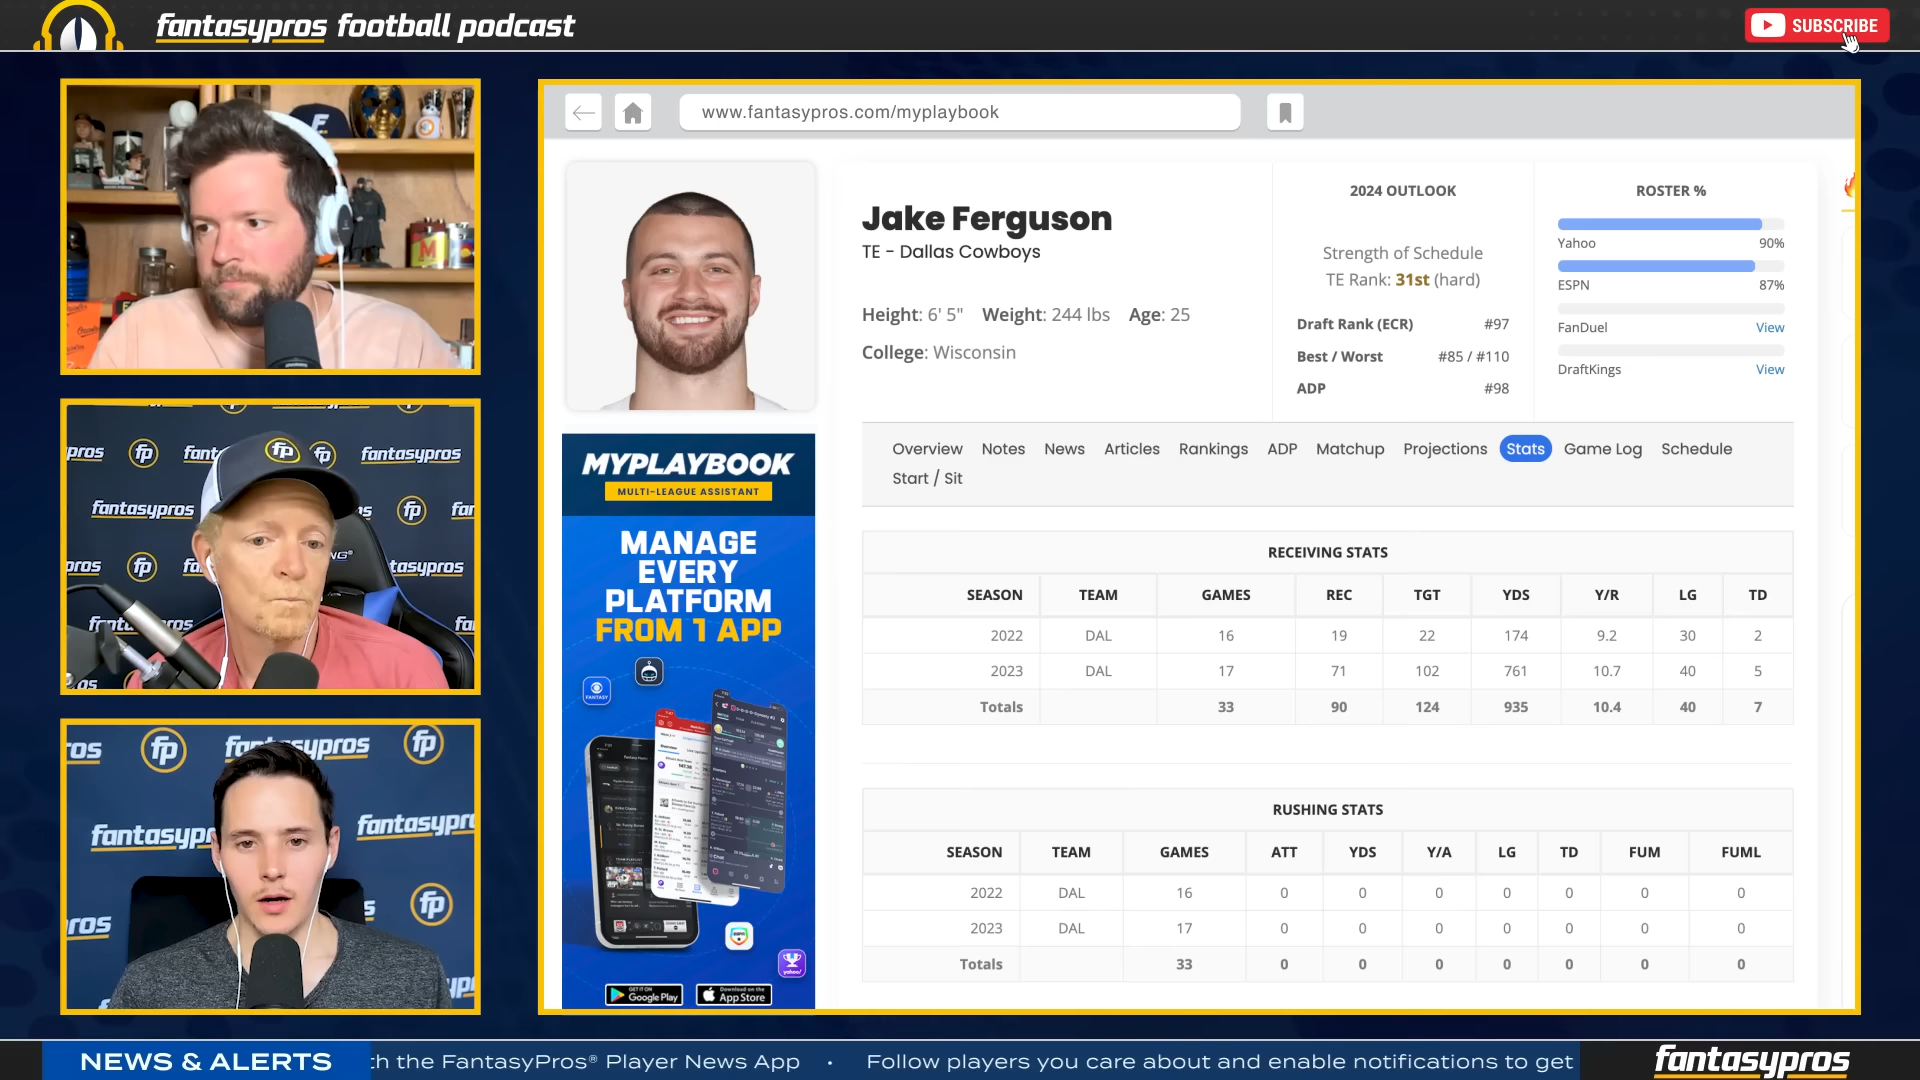 fantasypros football podcast
SUBSCRIBE
www.fantasypros.com/myplaybook
Jake Ferguson
TE - Dallas Cowboys
Height: 6' 5" Weight: 244 lbs Age: 25
College: Wisconsin
2024 OUTLOOK
Strength of Schedule
TE Rank: 31st (hard)
Draft Rank (ECR) #97
Best / Worst #85 / #110
ADP #98
ROSTER %
Yahoo 90%
ESPN 87%
FanDuel View
DraftKings View
Overview Notes News Articles Rankings ADP Matchup Projections Stats Game Log Schedule
Start / Sit
RECEIVING STATS
SEASON TEAM GAMES REC TGT YDS Y/R LG TD
2022 DAL 16 19 22 174 9.2 30 2
2023 DAL 17 71 102 761 10.7 40 5
Totals 33 90 124 935 10.4 40 7
RUSHING STATS
SEASON TEAM GAMES ATT YDS Y/A LG TD FUM FUML
2022 DAL 16 0 0 0 0 0 0 0
2023 DAL 17 0 0 0 0 0 0 0
Totals 33 0 0 0 0 0 0 0
MYPLAYBOOK
MULTI-LEAGUE ASSISTANT
MANAGE
EVERY
PLATFORM
FROM 1 APP
GET IT ON
Google Play
Download on the
App Store
NEWS & ALERTS
th the FantasyPros® Player News App • Follow players you care about and enable notifications to get
fantasypros